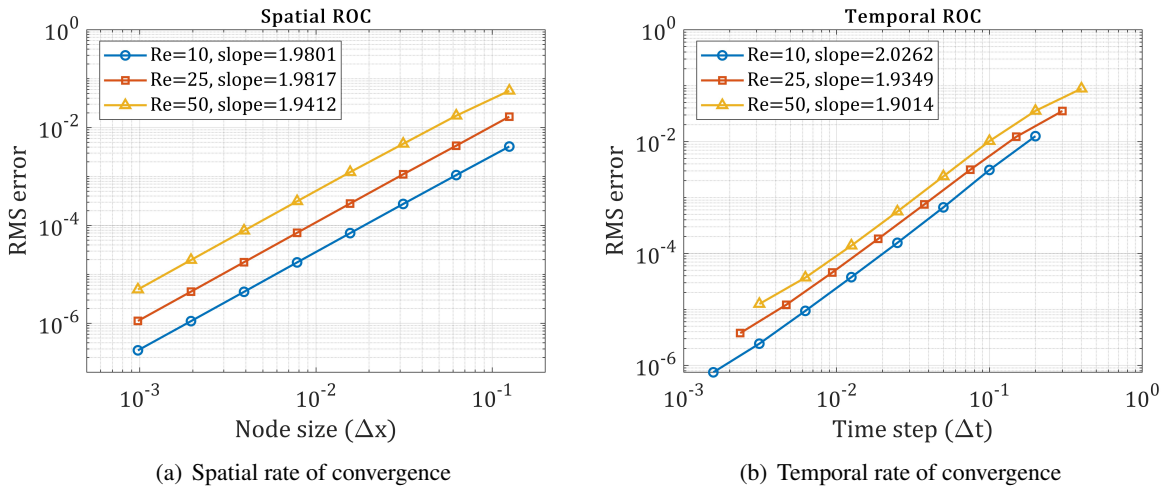 Spatial ROC
10^0
10^-2
10^-4
10^-6
RMS error
Re=10, slope=1.9801
Re=25, slope=1.9817
Re=50, slope=1.9412
10^-3
10^-2
10^-1
Node size (Δx)
(a) Spatial rate of convergence
Temporal ROC
10^0
10^-2
10^-4
10^-6
RMS error
Re=10, slope=2.0262
Re=25, slope=1.9349
Re=50, slope=1.9014
10^-3
10^-2
10^-1
10^0
Time step (Δt)
(b) Temporal rate of convergence